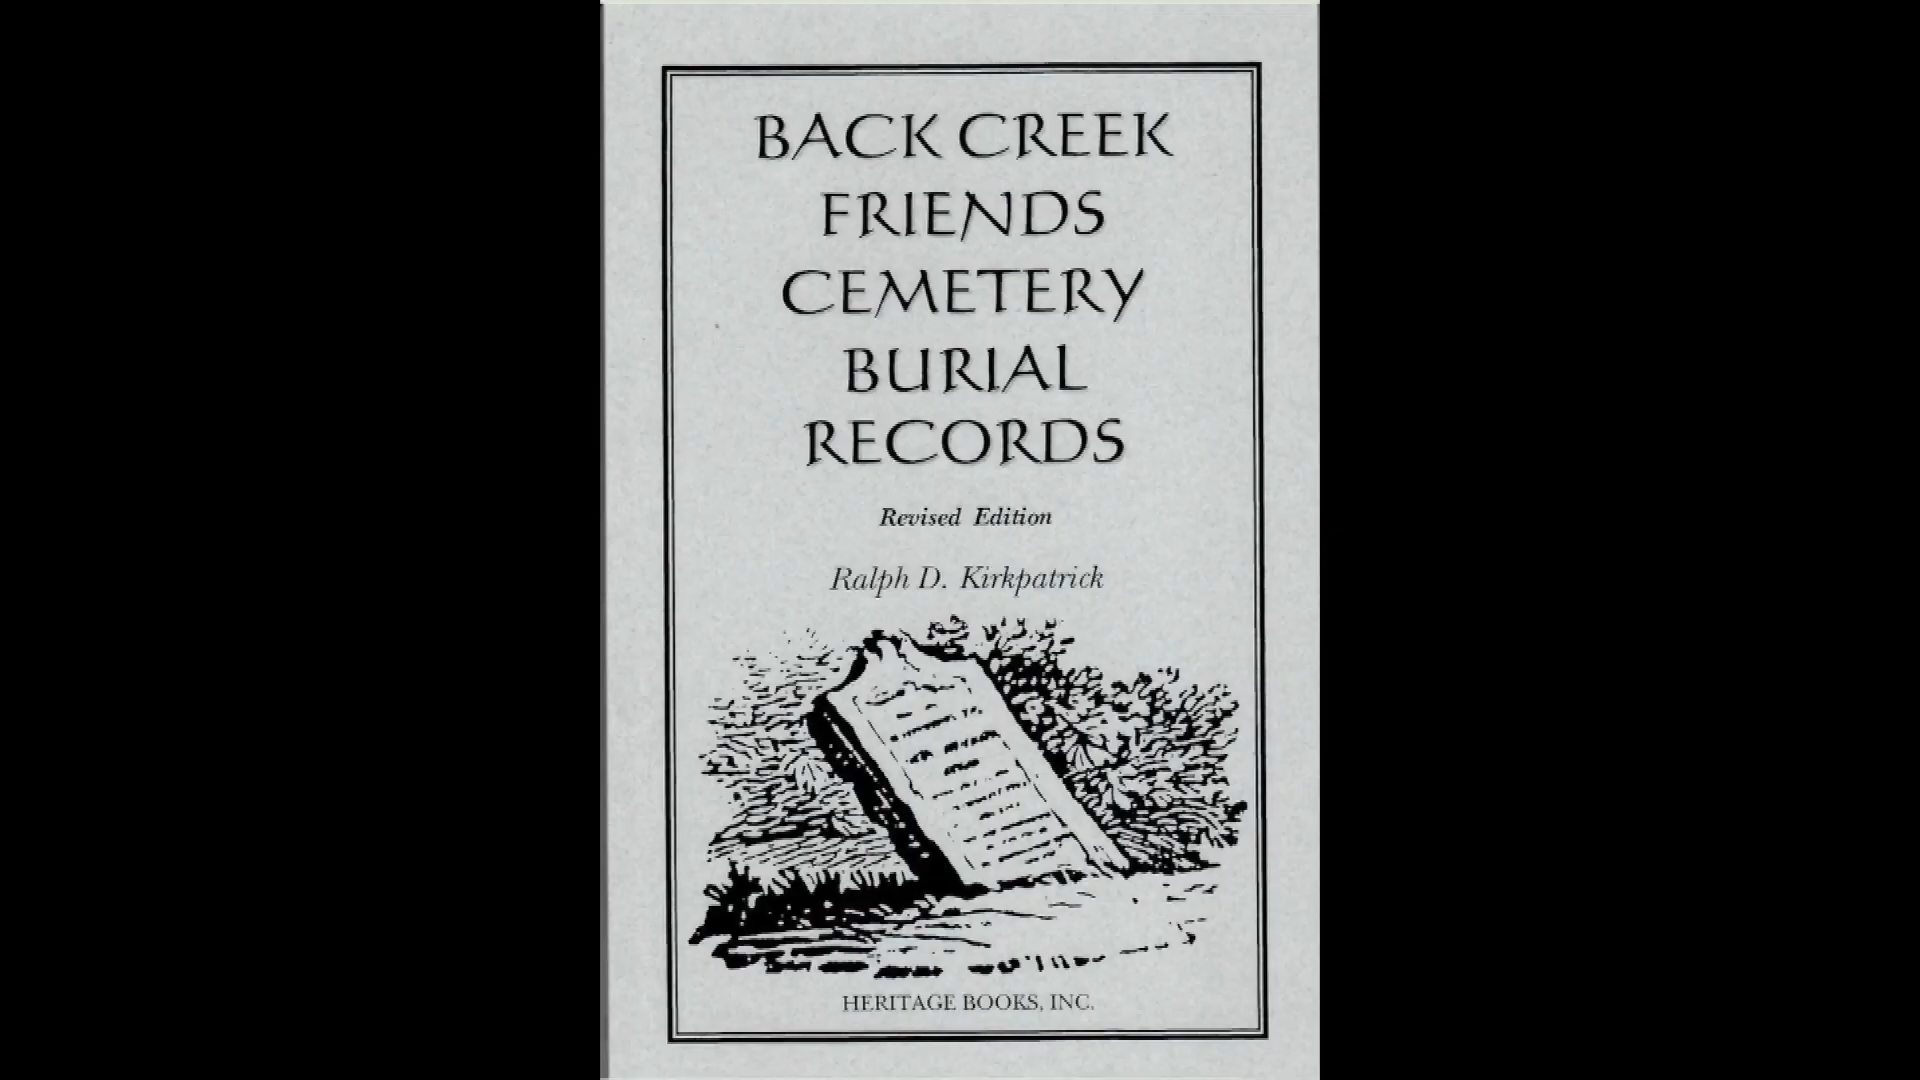 BACK CREEK
FRIENDS
CEMETERY
BURIAL
RECORDS
Revised Edition
Ralph D. Kirkpatrick
HERITAGE BOOKS, INC.